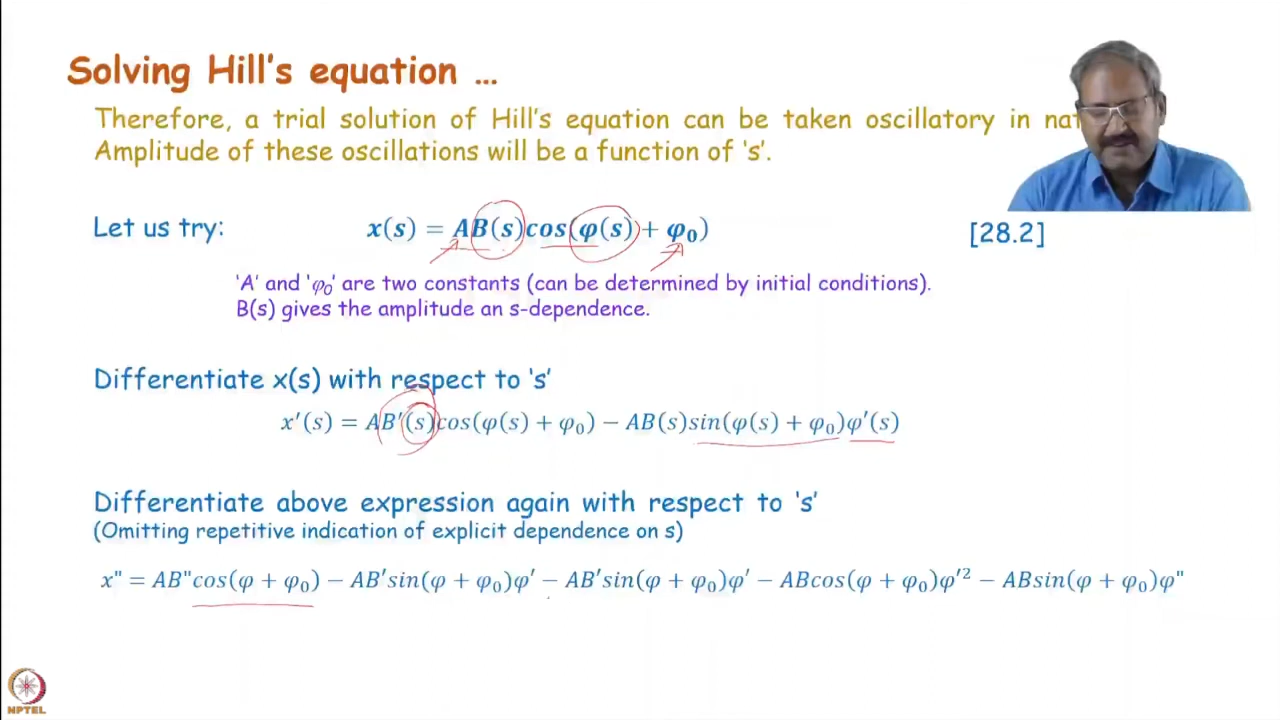 Solving Hill's equation …
Therefore, a trial solution of Hill's equation can be taken oscillatory in
Amplitude of these oscillations will be a function of 's'.
Let us try: x(s) = AB(s)cos(φ(s) + φ₀) [28.2]
'A' and 'φ₀' are two constants (can be determined by initial conditions).
B(s) gives the amplitude an s-dependence.
Differentiate x(s) with respect to 's'
x'(s) = AB'(s)cos(φ(s) + φ₀) − AB(s)sin(φ(s) + φ₀)φ'(s)
Differentiate above expression again with respect to 's'
(Omitting repetitive indication of explicit dependence on s)
x" = AB"cos(φ + φ₀) − AB'sin(φ + φ₀)φ' − AB'sin(φ + φ₀)φ' − ABcos(φ + φ₀)φ'² − ABsin(φ + φ₀)φ"
NPTEL